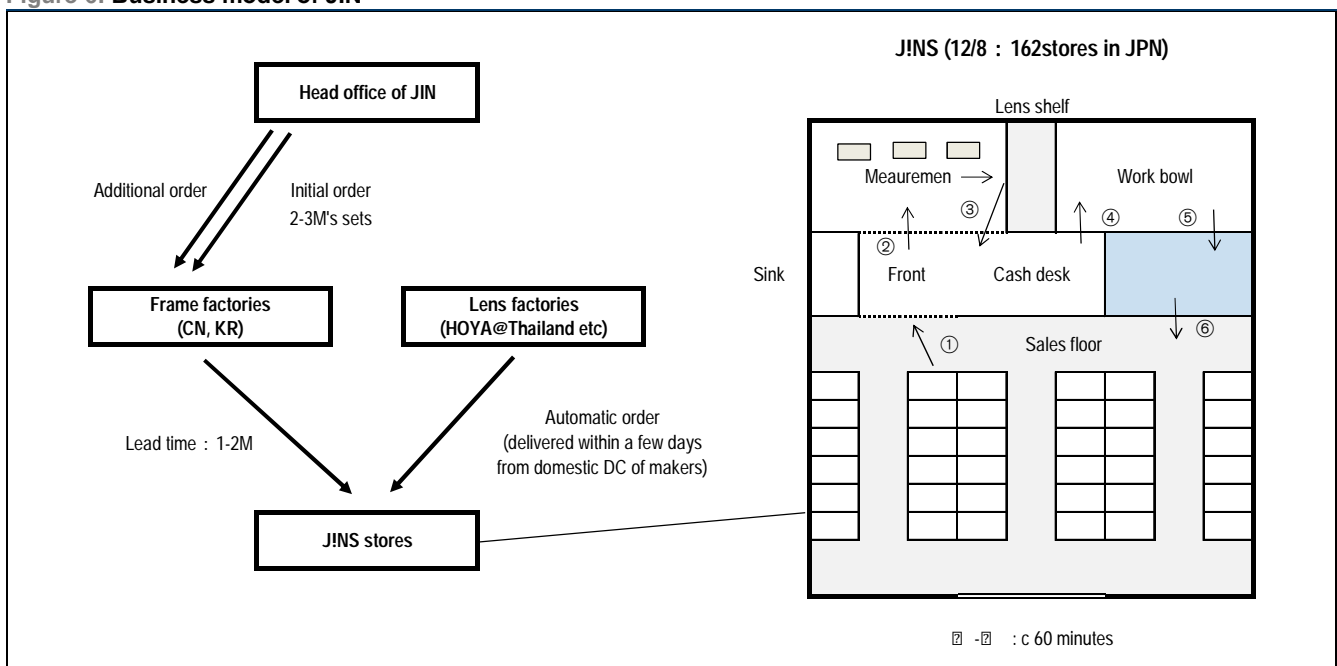 Figure 6: Business model of JIN
Head office of JIN
Additional order
Initial order
2-3M's sets
Frame factories
(CN, KR)
Lens factories
(HOYA@Thailand etc)
Lead time : 1-2M
Automatic order
(delivered within a few days
from domestic DC of makers)
J!NS stores
J!NS (12/8 : 162stores in JPN)
Lens shelf
Meauremen
Work bowl
③
④
⑤
②
Sink
Front
Cash desk
⑥
①
Sales floor
- : c 60 minutes